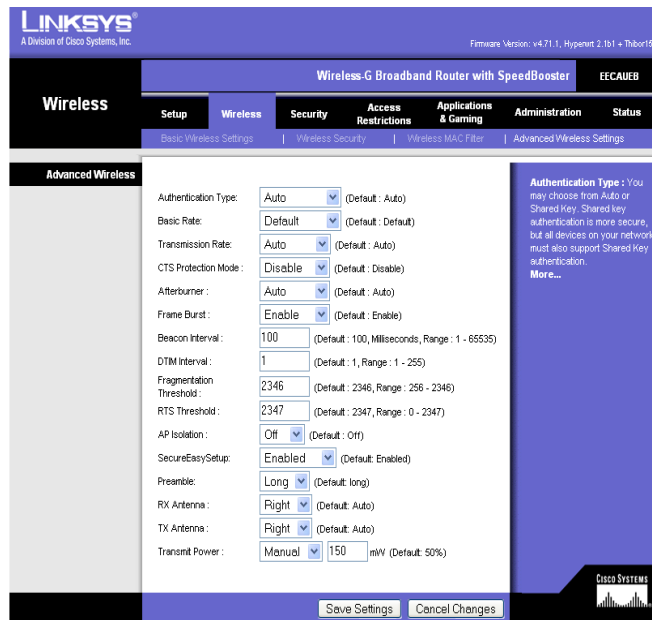 LINKSYS®
A Division of Cisco Systems, Inc.
Firmware Version: v4.71.1, Hyperwrt 2.1b1 + Thibor15
Wireless-G Broadband Router with SpeedBooster EECAUEB
Wireless
Setup Wireless Security Access Restrictions Applications & Gaming Administration Status
Basic Wireless Settings | Wireless Security | Wireless MAC Filter | Advanced Wireless Settings
Advanced Wireless
Authentication Type: Auto (Default : Auto)
Basic Rate: Default (Default : Default)
Transmission Rate: Auto (Default : Auto)
CTS Protection Mode : Disable (Default : Disable)
Afterburner : Auto (Default : Auto)
Frame Burst : Enable (Default : Enable)
Beacon Interval : 100 (Default : 100, Milliseconds, Range : 1 - 65535)
DTIM Interval : 1 (Default : 1, Range : 1 - 255)
Fragmentation Threshold : 2346 (Default : 2346, Range : 256 - 2346)
RTS Threshold : 2347 (Default : 2347, Range : 0 - 2347)
AP Isolation : Off (Default : Off)
SecureEasySetup: Enabled (Default: Enabled)
Preamble: Long (Default: long)
RX Antenna : Right (Default: Auto)
TX Antenna : Right (Default: Auto)
Transmit Power : Manual 150 mW (Default: 50%)
Authentication Type : You
may choose from Auto or
Shared Key. Shared key
authentication is more secure,
but all devices on your network
must also support Shared Key
authentication.
More...
Save Settings Cancel Changes
CISCO SYSTEMS